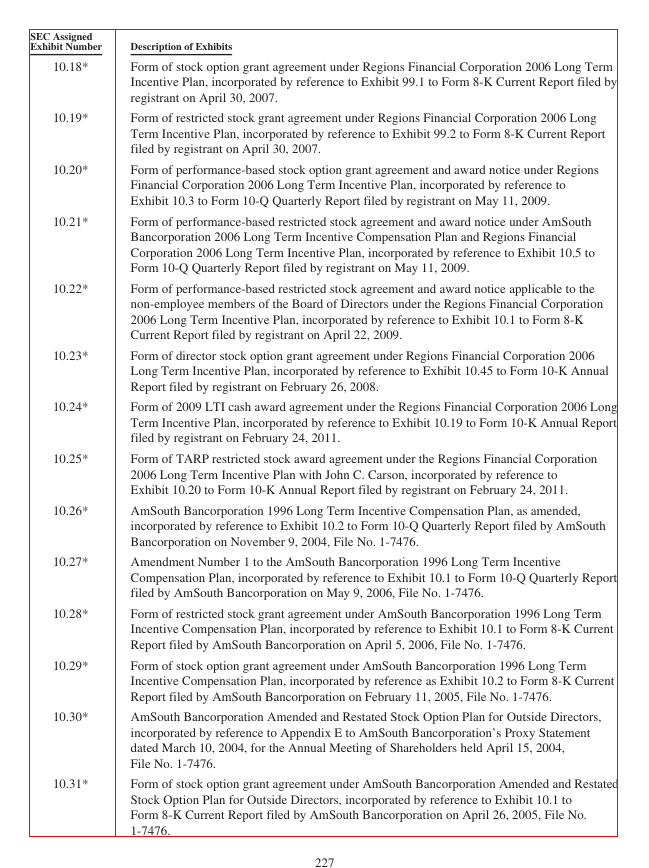 SEC Assigned
Exhibit Number
Description of Exhibits
10.18*
Form of stock option grant agreement under Regions Financial Corporation 2006 Long Term
Incentive Plan, incorporated by reference to Exhibit 99.1 to Form 8-K Current Report filed by
registrant on April 30, 2007.
10.19*
Form of restricted stock grant agreement under Regions Financial Corporation 2006 Long
Term Incentive Plan, incorporated by reference to Exhibit 99.2 to Form 8-K Current Report
filed by registrant on April 30, 2007.
10.20*
Form of performance-based stock option grant agreement and award notice under Regions
Financial Corporation 2006 Long Term Incentive Plan, incorporated by reference to
Exhibit 10.3 to Form 10-Q Quarterly Report filed by registrant on May 11, 2009.
10.21*
Form of performance-based restricted stock agreement and award notice under AmSouth
Bancorporation 2006 Long Term Incentive Compensation Plan and Regions Financial
Corporation 2006 Long Term Incentive Plan, incorporated by reference to Exhibit 10.5 to
Form 10-Q Quarterly Report filed by registrant on May 11, 2009.
10.22*
Form of performance-based restricted stock agreement and award notice applicable to the
non-employee members of the Board of Directors under the Regions Financial Corporation
2006 Long Term Incentive Plan, incorporated by reference to Exhibit 10.1 to Form 8-K
Current Report filed by registrant on April 22, 2009.
10.23*
Form of director stock option grant agreement under Regions Financial Corporation 2006
Long Term Incentive Plan, incorporated by reference to Exhibit 10.45 to Form 10-K Annual
Report filed by registrant on February 26, 2008.
10.24*
Form of 2009 LTI cash award agreement under the Regions Financial Corporation 2006 Long
Term Incentive Plan, incorporated by reference to Exhibit 10.19 to Form 10-K Annual Report
filed by registrant on February 24, 2011.
10.25*
Form of TARP restricted stock award agreement under the Regions Financial Corporation
2006 Long Term Incentive Plan with John C. Carson, incorporated by reference to
Exhibit 10.20 to Form 10-K Annual Report filed by registrant on February 24, 2011.
10.26*
AmSouth Bancorporation 1996 Long Term Incentive Compensation Plan, as amended,
incorporated by reference to Exhibit 10.2 to Form 10-Q Quarterly Report filed by AmSouth
Bancorporation on November 9, 2004, File No. 1-7476.
10.27*
Amendment Number 1 to the AmSouth Bancorporation 1996 Long Term Incentive
Compensation Plan, incorporated by reference to Exhibit 10.1 to Form 10-Q Quarterly Report
filed by AmSouth Bancorporation on May 9, 2006, File No. 1-7476.
10.28*
Form of restricted stock grant agreement under AmSouth Bancorporation 1996 Long Term
Incentive Compensation Plan, incorporated by reference to Exhibit 10.1 to Form 8-K Current
Report filed by AmSouth Bancorporation on April 5, 2006, File No. 1-7476.
10.29*
Form of stock option grant agreement under AmSouth Bancorporation 1996 Long Term
Incentive Compensation Plan, incorporated by reference as Exhibit 10.2 to Form 8-K Current
Report filed by AmSouth Bancorporation on February 11, 2005, File No. 1-7476.
10.30*
AmSouth Bancorporation Amended and Restated Stock Option Plan for Outside Directors,
incorporated by reference to Appendix E to AmSouth Bancorporation’s Proxy Statement
dated March 10, 2004, for the Annual Meeting of Shareholders held April 15, 2004,
File No. 1-7476.
10.31*
Form of stock option grant agreement under AmSouth Bancorporation Amended and Restated
Stock Option Plan for Outside Directors, incorporated by reference to Exhibit 10.1 to
Form 8-K Current Report filed by AmSouth Bancorporation on April 26, 2005, File No.
1-7476.
227